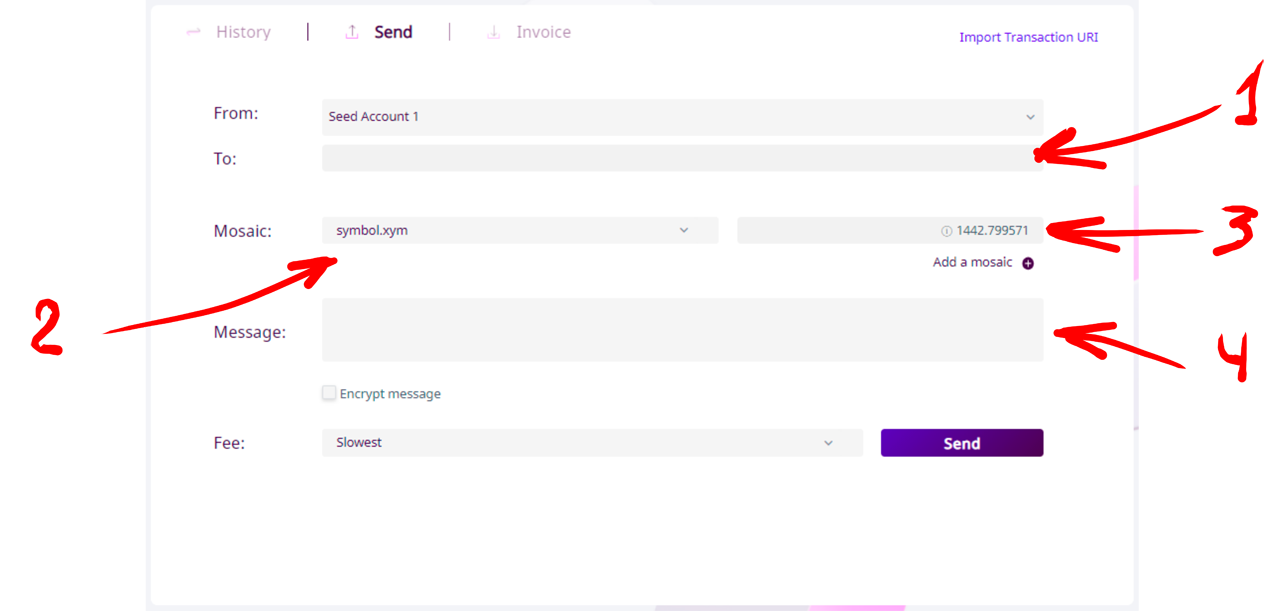 History | Send | Invoice
Import Transaction URI
1
From: Seed Account 1
To:
Mosaic: symbol.xym 1442.799571
3
Add a mosaic
2
Message:
4
Encrypt message
Fee: Slowest Send